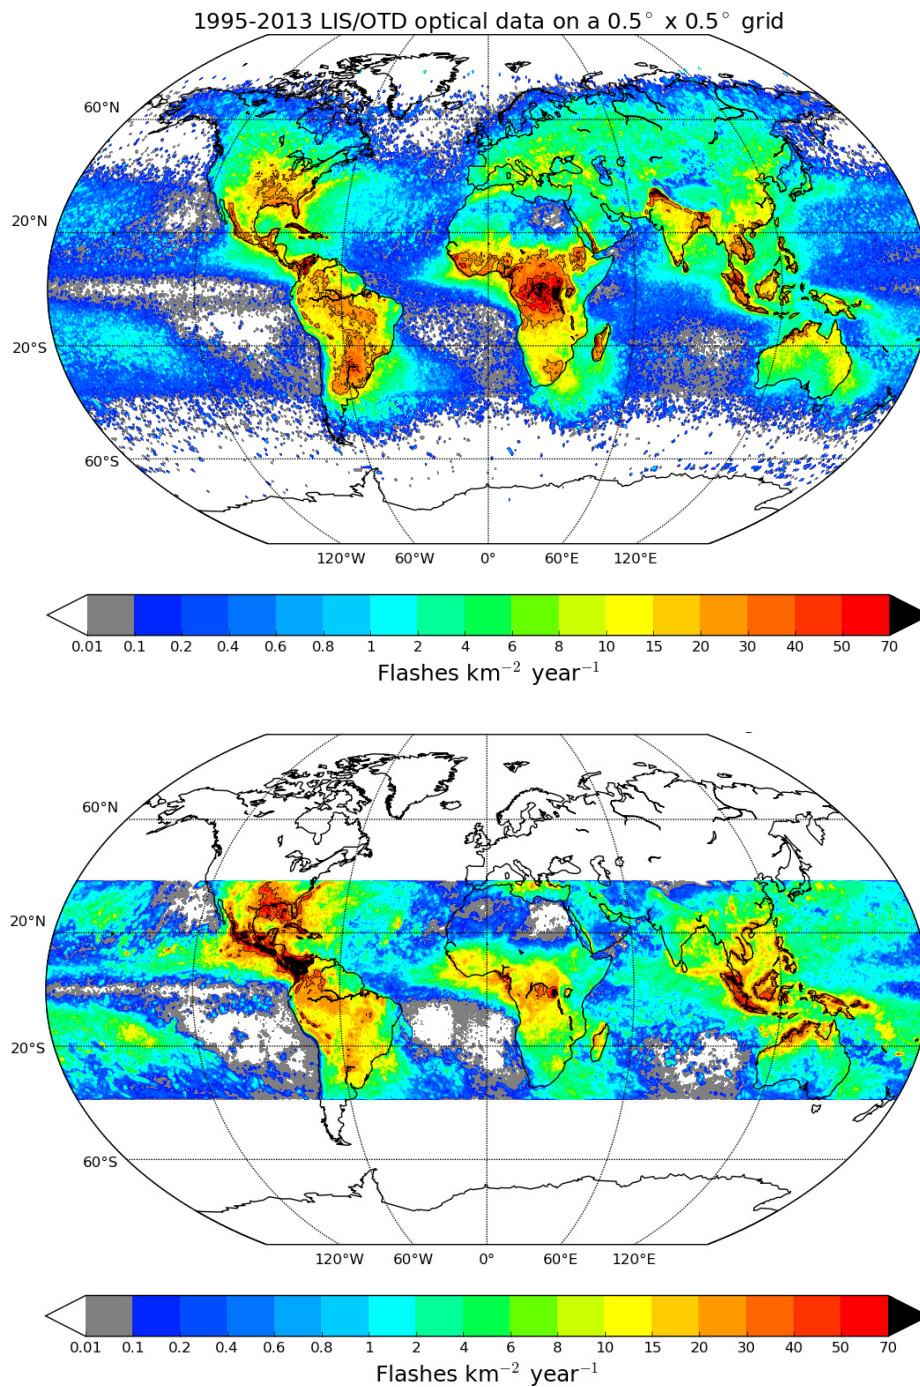 1995-2013 LIS/OTD optical data on a 0.5° x 0.5° grid
60°N
20°N
20°S
60°S
120°W 60°W 0° 60°E 120°E
0.01 0.1 0.2 0.4 0.6 0.8 1 2 4 6 8 10 15 20 30 40 50 70
Flashes km⁻² year⁻¹
60°N
20°N
20°S
60°S
120°W 60°W 0° 60°E 120°E
0.01 0.1 0.2 0.4 0.6 0.8 1 2 4 6 8 10 15 20 30 40 50 70
Flashes km⁻² year⁻¹